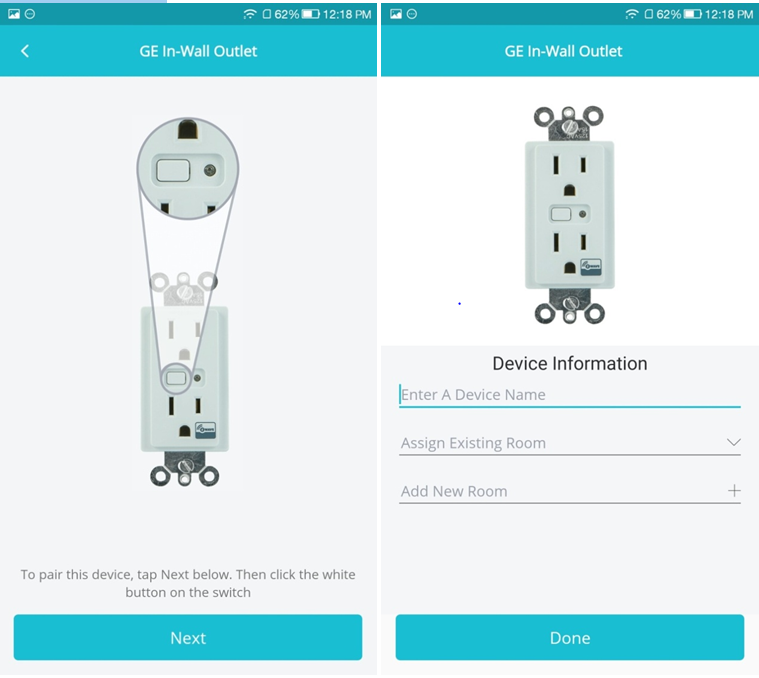 62% 12:18 PM
GE In-Wall Outlet
To pair this device, tap Next below. Then click the white
button on the switch
Next
62% 12:18 PM
GE In-Wall Outlet
Device Information
Enter A Device Name
Assign Existing Room
Add New Room
Done